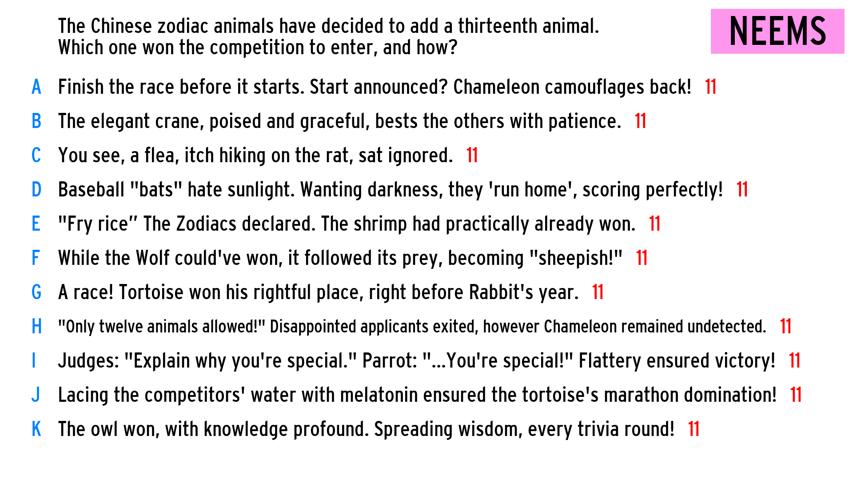 The Chinese zodiac animals have decided to add a thirteenth animal.
Which one won the competition to enter, and how?
NEEMS
A Finish the race before it starts. Start announced? Chameleon camouflages back! 11
B The elegant crane, poised and graceful, bests the others with patience. 11
C You see, a flea, itch hiking on the rat, sat ignored. 11
D Baseball "bats" hate sunlight. Wanting darkness, they 'run home', scoring perfectly! 11
E "Fry rice” The Zodiacs declared. The shrimp had practically already won. 11
F While the Wolf could've won, it followed its prey, becoming "sheepish!" 11
G A race! Tortoise won his rightful place, right before Rabbit's year. 11
H "Only twelve animals allowed!" Disappointed applicants exited, however Chameleon remained undetected. 11
I Judges: "Explain why you're special." Parrot: "...You're special!" Flattery ensured victory! 11
J Lacing the competitors' water with melatonin ensured the tortoise's marathon domination! 11
K The owl won, with knowledge profound. Spreading wisdom, every trivia round! 11